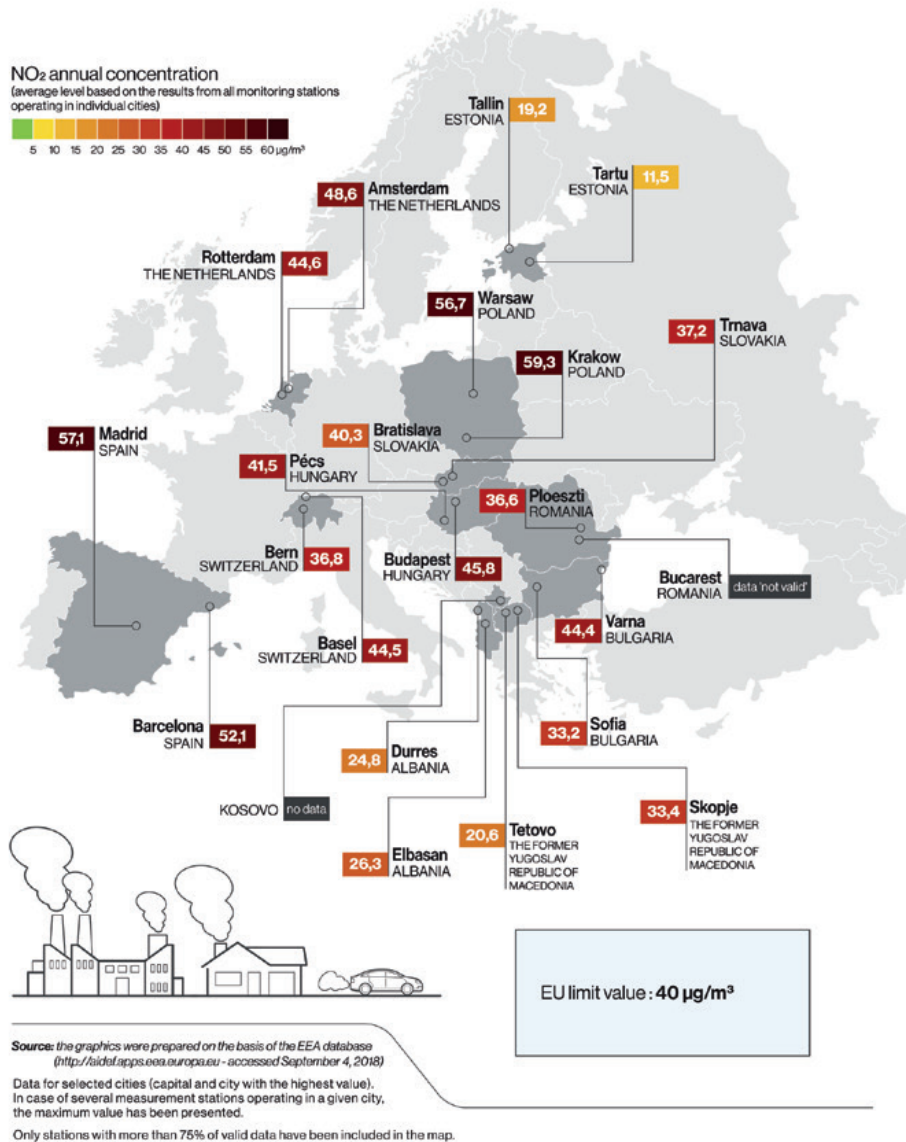 NO₂ annual concentration
(average level based on the results from all monitoring stations
operating in individual cities)
5 10 15 20 25 30 35 40 45 50 55 60 µg/m³
Tallin
ESTONIA
19,2
Tartu
ESTONIA
11,5
48,6
Amsterdam
THE NETHERLANDS
Rotterdam
THE NETHERLANDS
44,6
56,7
Warsaw
POLAND
37,2
Trnava
SLOVAKIA
59,3
Krakow
POLAND
57,1
Madrid
SPAIN
40,3
Bratislava
SLOVAKIA
41,5
Pécs
HUNGARY
36,6
Ploeszti
ROMANIA
Bern
SWITZERLAND
36,8
Budapest
HUNGARY
45,8
Bucarest
ROMANIA
data 'not valid'
Basel
SWITZERLAND
44,5
44,4
Varna
BULGARIA
Barcelona
SPAIN
52,1
33,2
Sofia
BULGARIA
24,8
Durres
ALBANIA
KOSOVO
no data
33,4
Skopje
THE FORMER
YUGOSLAV
REPUBLIC OF
MACEDONIA
20,6
Tetovo
THE FORMER
YUGOSLAV
REPUBLIC OF
MACEDONIA
26,3
Elbasan
ALBANIA
EU limit value : 40 µg/m³
Source: the graphics were prepared on the basis of the EEA database
(http://aidef.apps.eea.europa.eu - accessed September 4, 2018)
Data for selected cities (capital and city with the highest value).
In case of several measurement stations operating in a given city,
the maximum value has been presented.
Only stations with more than 75% of valid data have been included in the map.